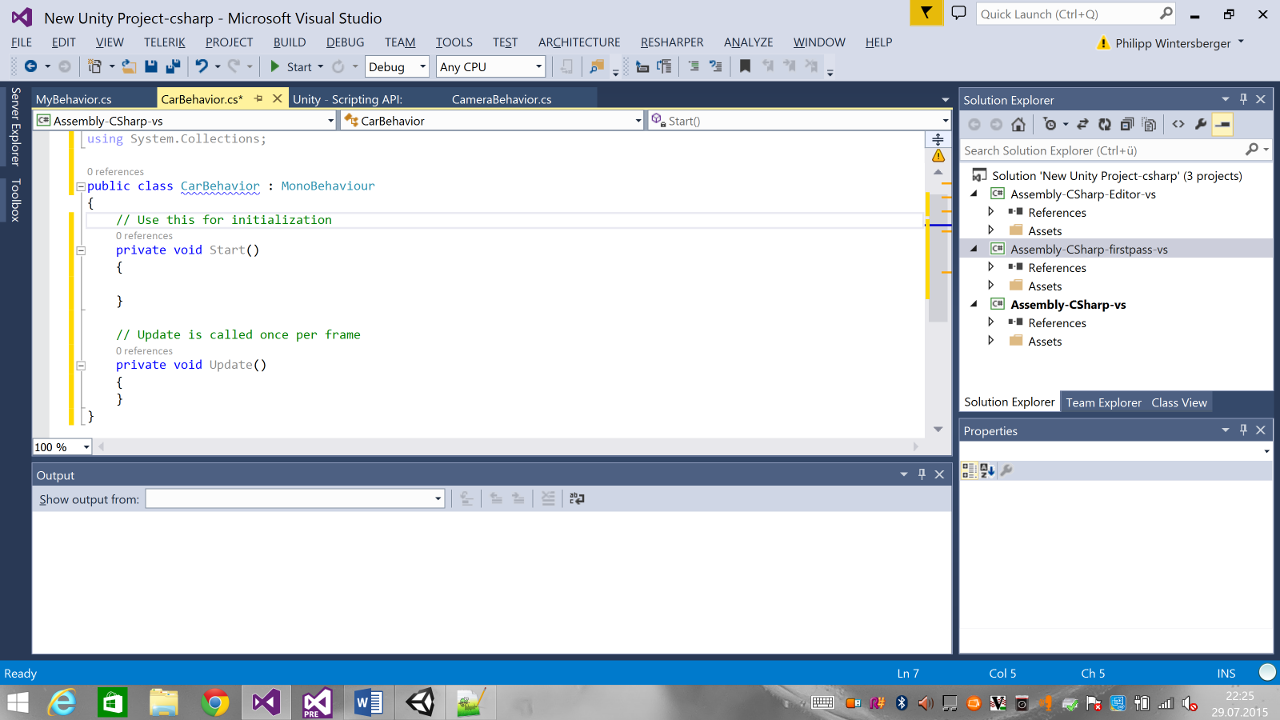 New Unity Project-csharp - Microsoft Visual Studio
Quick Launch (Ctrl+Q)
FILE EDIT VIEW TELERIK PROJECT BUILD DEBUG TEAM TOOLS TEST ARCHITECTURE RESHARPER ANALYZE WINDOW HELP
Philipp Wintersberger
Start Debug Any CPU
Server Explorer
Toolbox
MyBehavior.cs CarBehavior.cs* Unity - Scripting API: CameraBehavior.cs
Assembly-CSharp-vs CarBehavior Start()
using System.Collections;
0 references
public class CarBehavior : MonoBehaviour
{
// Use this for initialization
0 references
private void Start()
{
}
// Update is called once per frame
0 references
private void Update()
{
}
}
100 %
Output
Show output from:
Solution Explorer
Search Solution Explorer (Ctrl+ü)
Solution 'New Unity Project-csharp' (3 projects)
C# Assembly-CSharp-Editor-vs
References
Assets
C# Assembly-CSharp-firstpass-vs
References
Assets
C# Assembly-CSharp-vs
References
Assets
Solution Explorer Team Explorer Class View
Properties
Ready Ln 7 Col 5 Ch 5 INS
PRE
22:25
29.07.2015